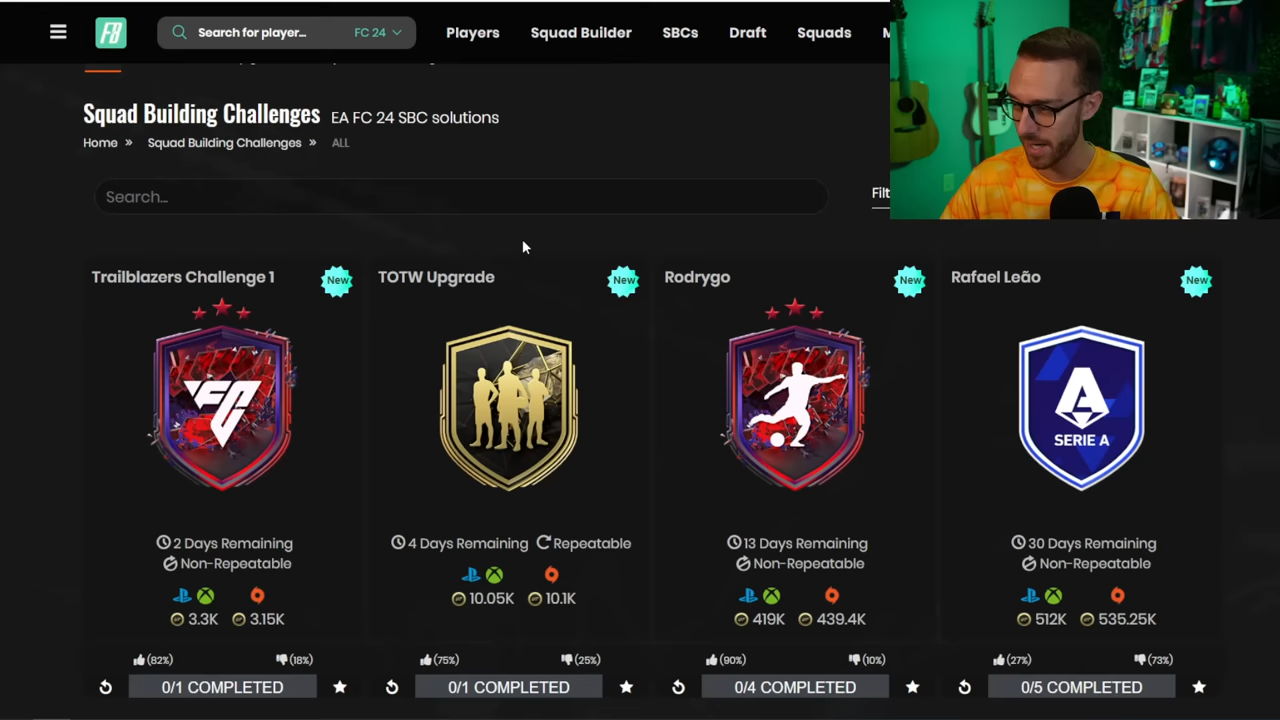 FB
Search for player...
FC 24
Players
Squad Builder
SBCs
Draft
Squads
M
Squad Building Challenges
EA FC 24 SBC solutions
Home » Squad Building Challenges » ALL
Search...
Filt
Trailblazers Challenge 1
New
2 Days Remaining
Non-Repeatable
3.3K
3.15K
(82%)
(18%)
0/1 COMPLETED
TOTW Upgrade
New
4 Days Remaining
Repeatable
10.05K
10.1K
(75%)
(25%)
0/1 COMPLETED
Rodrygo
New
13 Days Remaining
Non-Repeatable
419K
439.4K
(90%)
(10%)
0/4 COMPLETED
Rafael Leão
New
SERIE A
30 Days Remaining
Non-Repeatable
512K
535.25K
(27%)
(73%)
0/5 COMPLETED